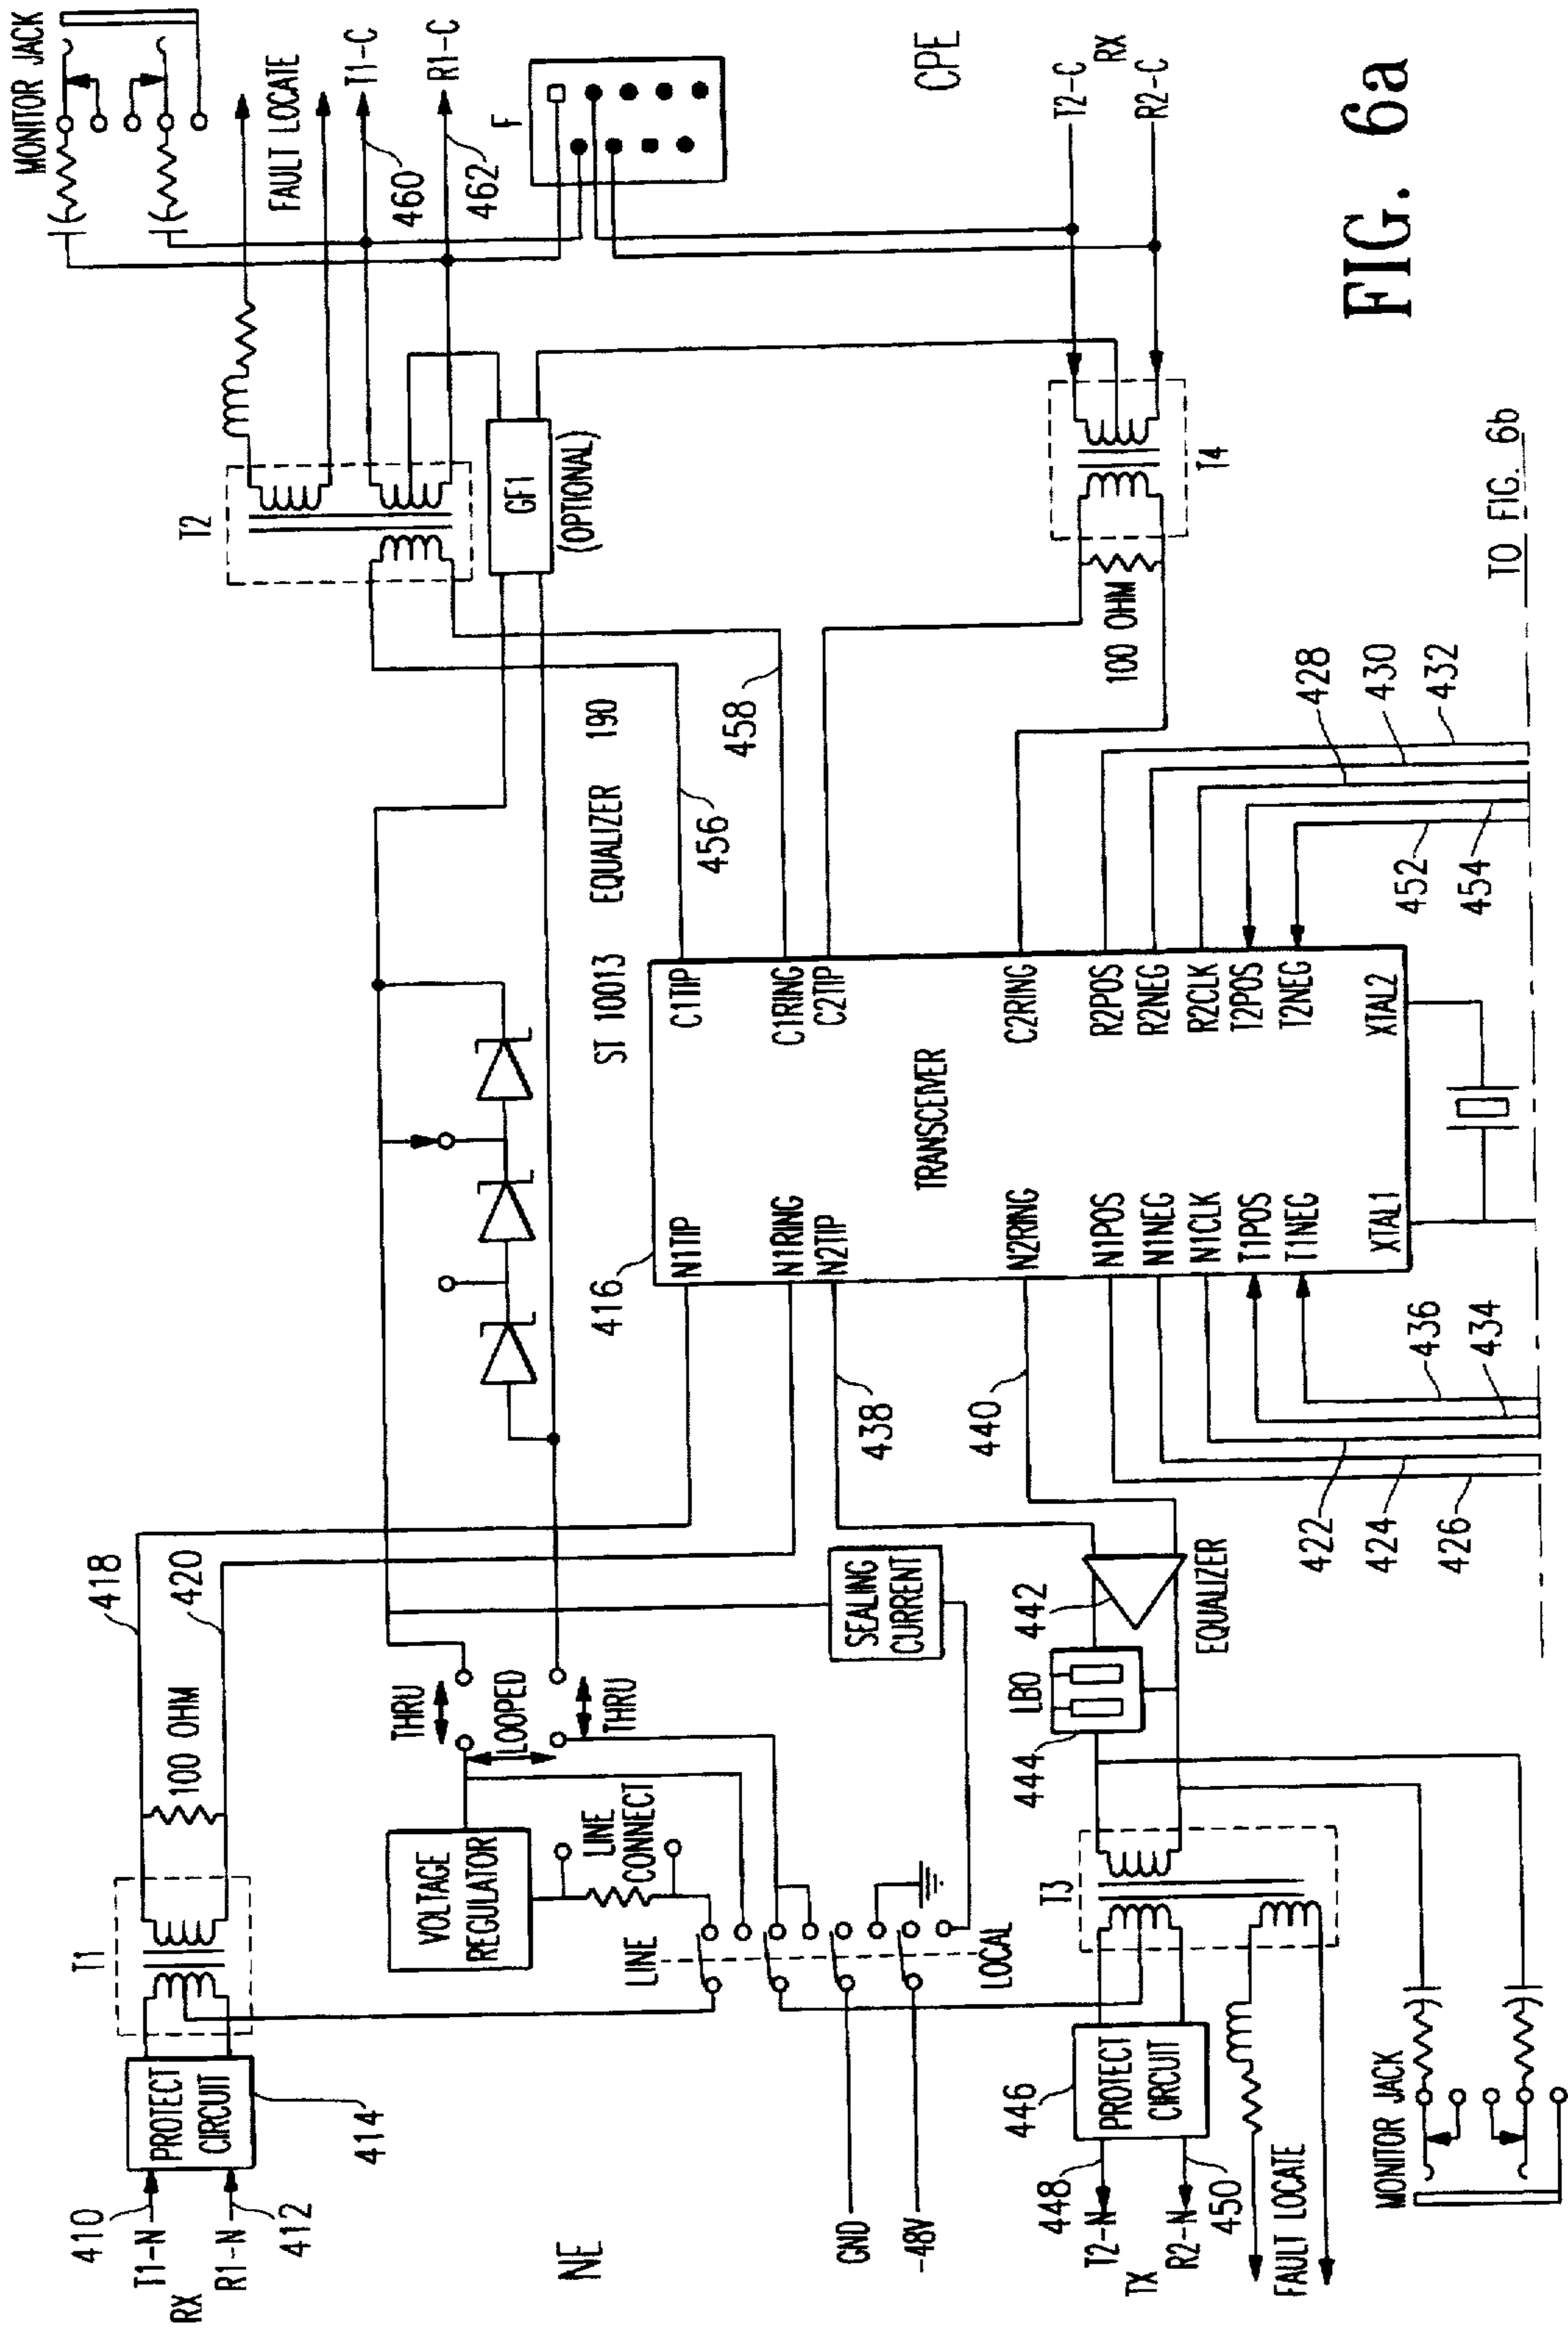 FIG. 6a
NE
CPE
410
T1-N
RX
R1-N
412
PROTECT
CIRCUIT
414
T1
100 OHM
418
420
VOLTAGE
REGULATOR
LINE
CONNECT
THRU
LOOPED
THRU
LINE
LOCAL
GND
-48V
SEALING
CURRENT
416
ST 10013 EQUALIZER 190
TRANSCEIVER
N1TIP
N1RING
N2TIP
N2RING
N1POS
N1NEG
N1CLK
T1POS
T1NEG
XTAL1
C1TIP
C1RING
C2TIP
C2RING
R2POS
R2NEG
R2CLK
T2POS
T2NEG
XTAL2
438
440
442
EQUALIZER
LBO
444
T3
446
PROTECT
CIRCUIT
448
T2-N
TX
R2-N
450
FAULT LOCATE
MONITOR JACK
422
424
426
436
434
456
458
T2
GF1
(OPTIONAL)
MONITOR JACK
FAULT LOCATE
T1-C
R1-C
460
462
F
T2-C
RX
R2-C
T4
100 OHM
428
430
432
452
454
TO FIG. 6b